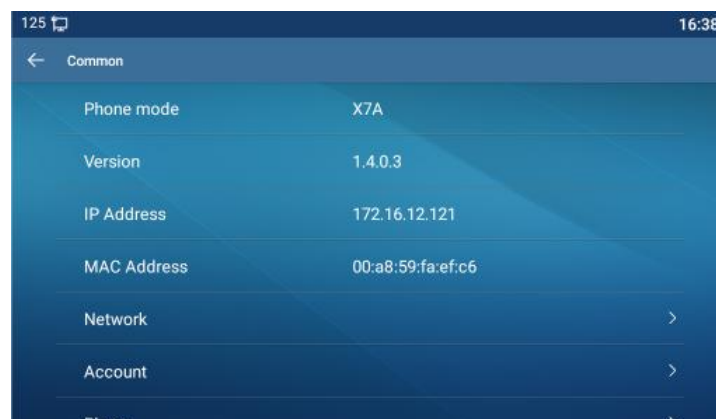 125 16:38
Common
Phone mode X7A
Version 1.4.0.3
IP Address 172.16.12.121
MAC Address 00:a8:59:fa:ef:c6
Network
Account